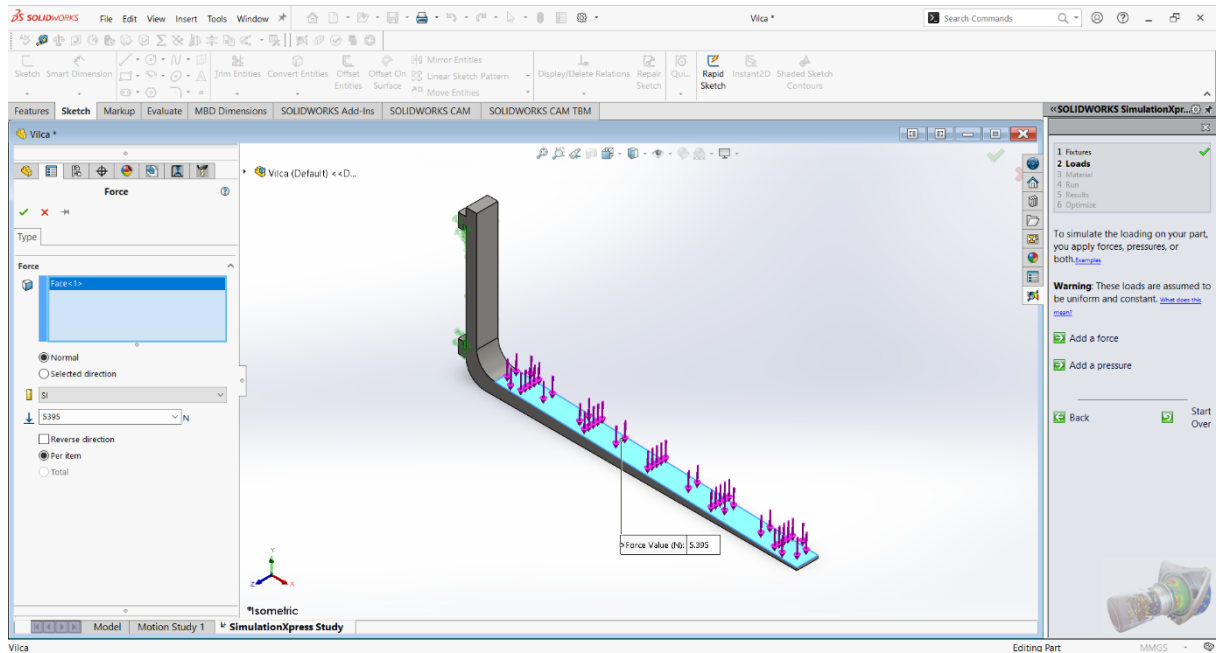 SOLIDWORKS File Edit View Insert Tools Window Vilca * Search Commands
Sketch Smart Dimension Trim Entities Convert Entities Offset Entities Offset On Surface Mirror Entities Linear Sketch Pattern Move Entities Display/Delete Relations Repair Sketch Qui... Rapid Sketch Instant2D Shaded Sketch Contours
Features Sketch Markup Evaluate MBD Dimensions SOLIDWORKS Add-Ins SOLIDWORKS CAM SOLIDWORKS CAM TBM
«SOLIDWORKS SimulationXpr...
Vilca *
Vilca (Default) <<D...
Force
Type
Force
Face<1>
Normal
Selected direction
SI
5395 N
Reverse direction
Per item
Total
Force Value (N): 5.395
Y
Z X
*Isometric
1 Fixtures
2 Loads
3 Material
4 Run
5 Results
6 Optimize
To simulate the loading on your part,
you apply forces, pressures, or
both. Examples
Warning: These loads are assumed to
be uniform and constant. What does this
mean?
Add a force
Add a pressure
Back Start
Over
Model Motion Study 1 SimulationXpress Study
Vilca Editing Part MMGS